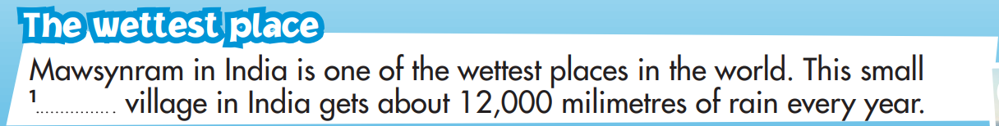 The wettest place
Mawsynram in India is one of the wettest places in the world. This small
1................ village in India gets about 12,000 milimetres of rain every year.